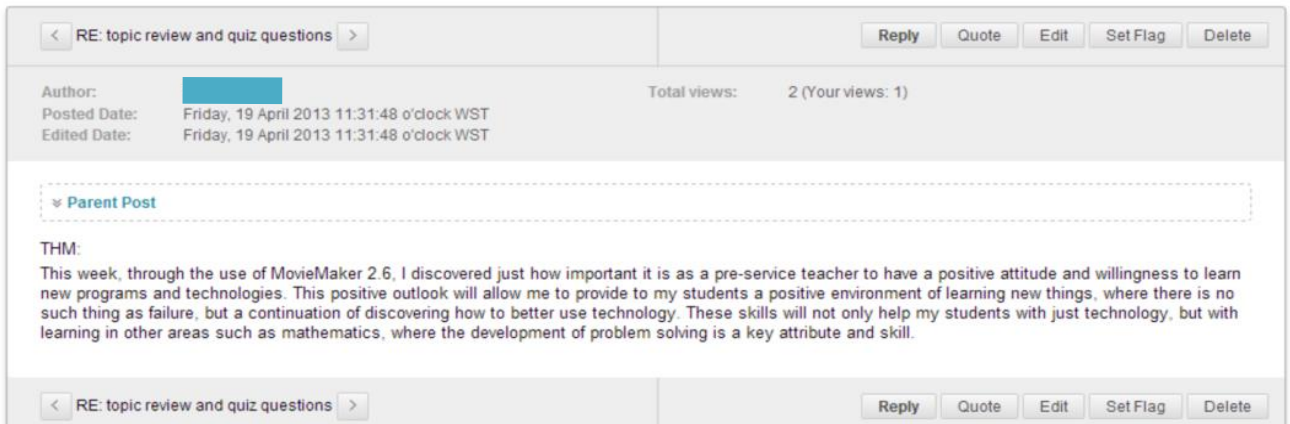 < RE: topic review and quiz questions > Reply Quote Edit Set Flag Delete
Author: Total views: 2 (Your views: 1)
Posted Date: Friday, 19 April 2013 11:31:48 o'clock WST
Edited Date: Friday, 19 April 2013 11:31:48 o'clock WST
Parent Post
THM:
This week, through the use of MovieMaker 2.6, I discovered just how important it is as a pre-service teacher to have a positive attitude and willingness to learn
new programs and technologies. This positive outlook will allow me to provide to my students a positive environment of learning new things, where there is no
such thing as failure, but a continuation of discovering how to better use technology. These skills will not only help my students with just technology, but with
learning in other areas such as mathematics, where the development of problem solving is a key attribute and skill.
< RE: topic review and quiz questions > Reply Quote Edit Set Flag Delete